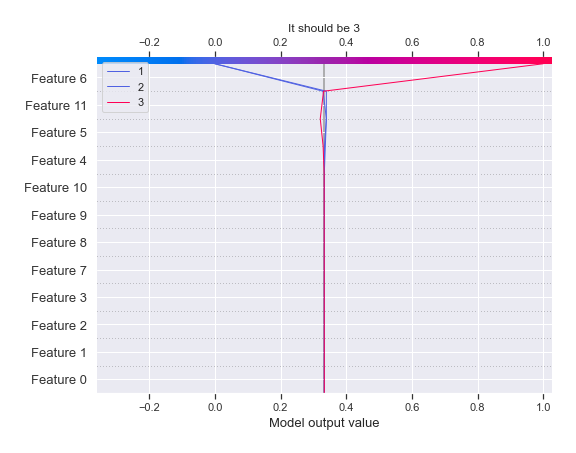 It should be 3
−0.2 0.0 0.2 0.4 0.6 0.8 1.0
1
2
3
Feature 6
Feature 11
Feature 5
Feature 4
Feature 10
Feature 9
Feature 8
Feature 7
Feature 3
Feature 2
Feature 1
Feature 0
−0.2 0.0 0.2 0.4 0.6 0.8 1.0
Model output value